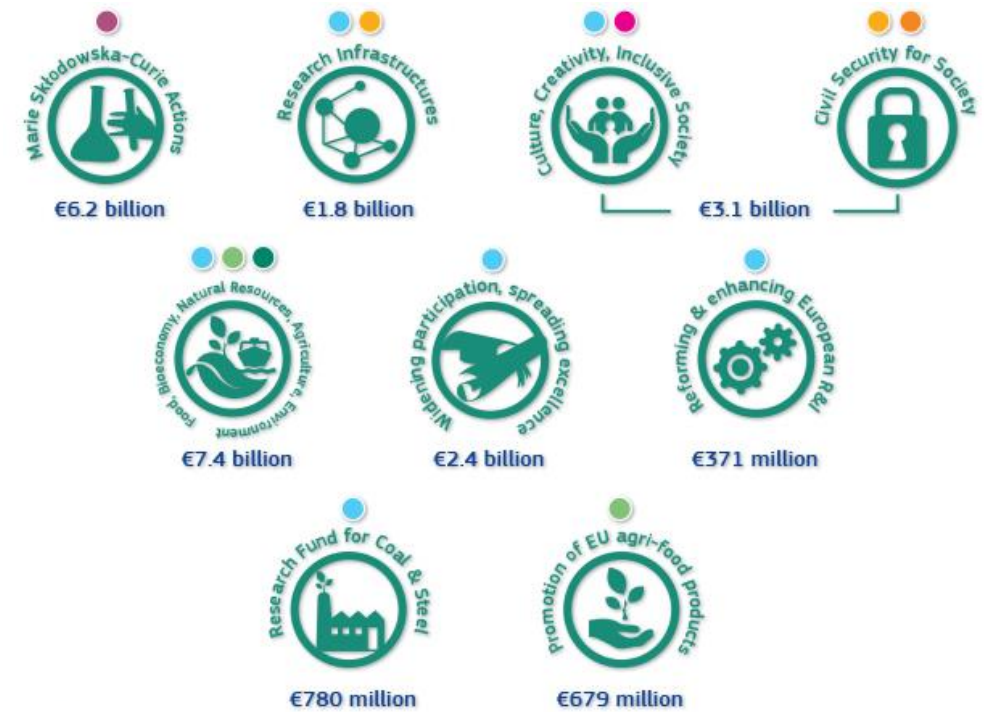 Marie Skłodowska-Curie Actions
Research Infrastructures
Culture, Creativity, Inclusive Society
Civil Security for Society
€6.2 billion
€1.8 billion
€3.1 billion
Food, Bioeconomy, Natural Resources, Agriculture, Environment
Widening participation, spreading excellence
Reforming & enhancing European R&I
€7.4 billion
€2.4 billion
€371 million
Research Fund for Coal & Steel
Promotion of EU agri-food products
€780 million
€679 million